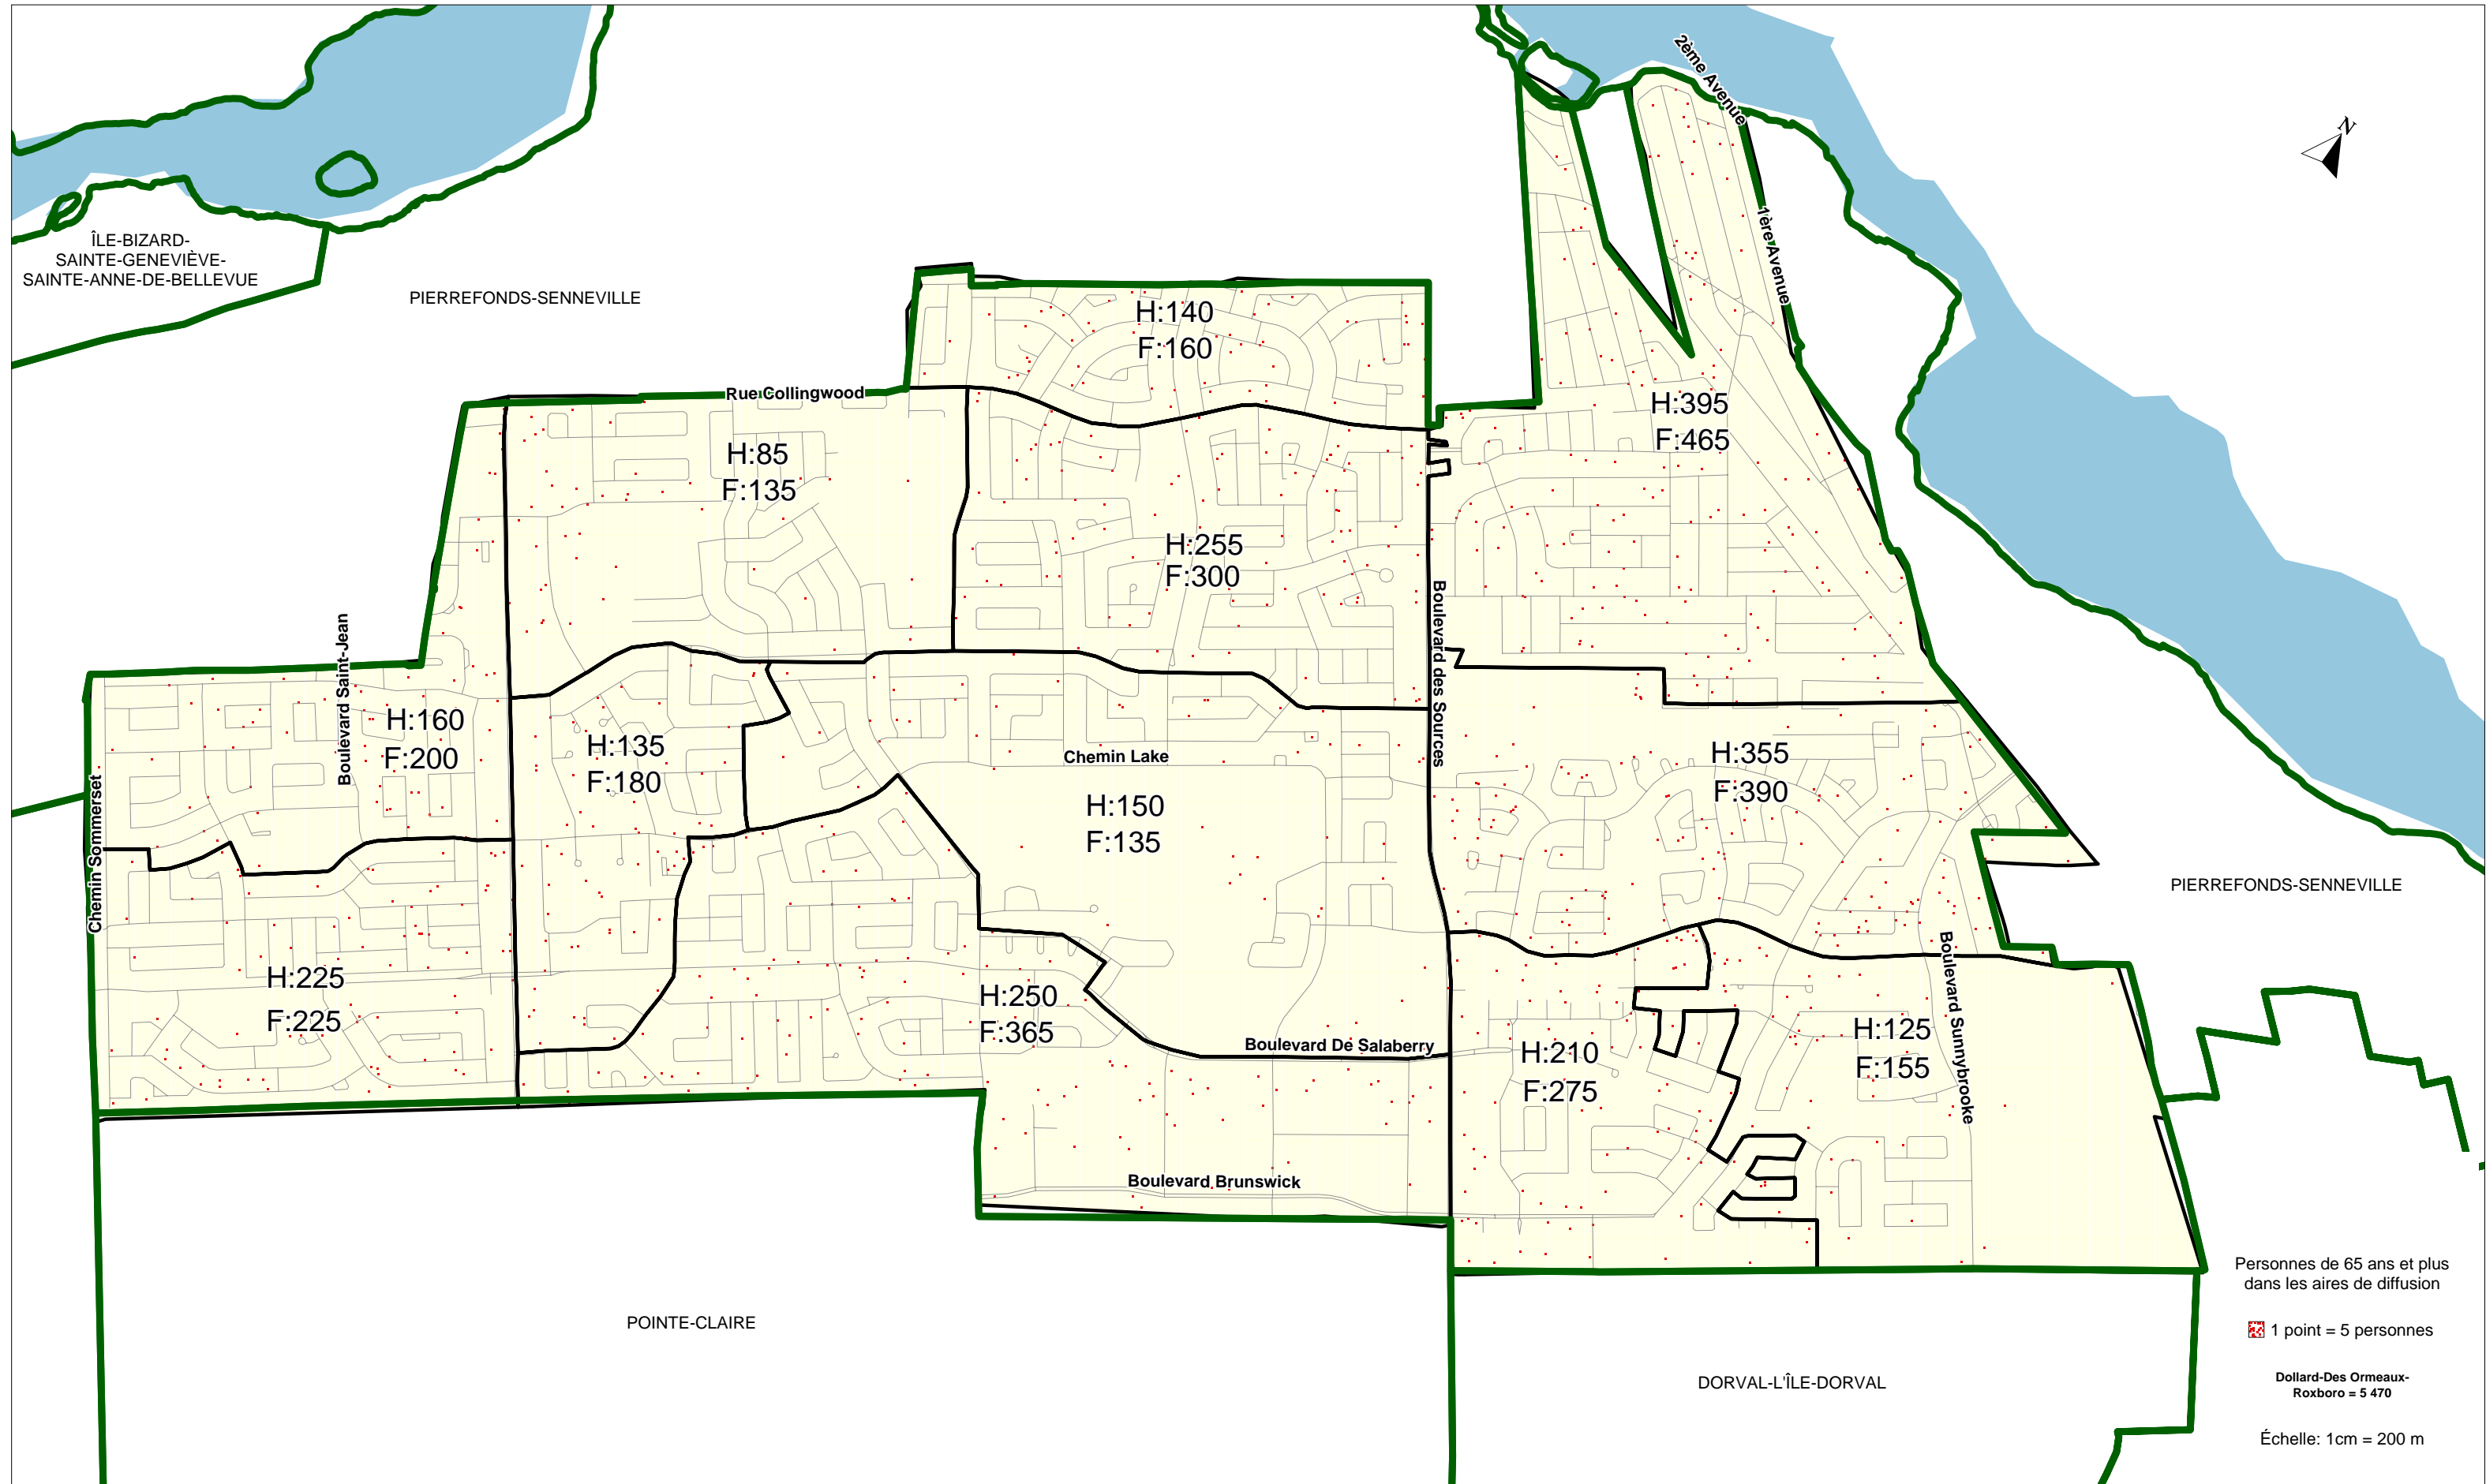 2ème Avenue
N
1ère Avenue
ÎLE-BIZARD-
SAINTE-GENEVIÈVE-
SAINTE-ANNE-DE-BELLEVUE
PIERREFONDS-SENNEVILLE
H:140
F:160
Rue Collingwood
H:395
F:465
H:85
F:135
H:255
F:300
Boulevard des Sources
Boulevard Saint-Jean
H:160
F:200
H:135
F:180
Chemin Lake
H:355
F:390
Chemin Sommerset
H:150
F:135
PIERREFONDS-SENNEVILLE
Boulevard Sunnybrooke
H:225
F:225
H:250
F:365
Boulevard De Salaberry
H:210
F:275
H:125
F:155
Boulevard Brunswick
POINTE-CLAIRE
DORVAL-L'ÎLE-DORVAL
Personnes de 65 ans et plus
dans les aires de diffusion
1 point = 5 personnes
Dollard-Des Ormeaux-
Roxboro = 5 470
Échelle: 1cm = 200 m